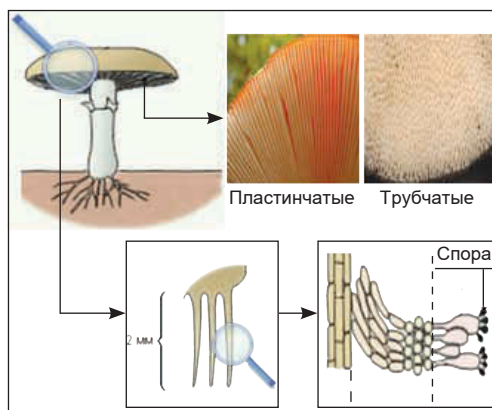 Пластинчатые
Трубчатые
Спора
2 мм